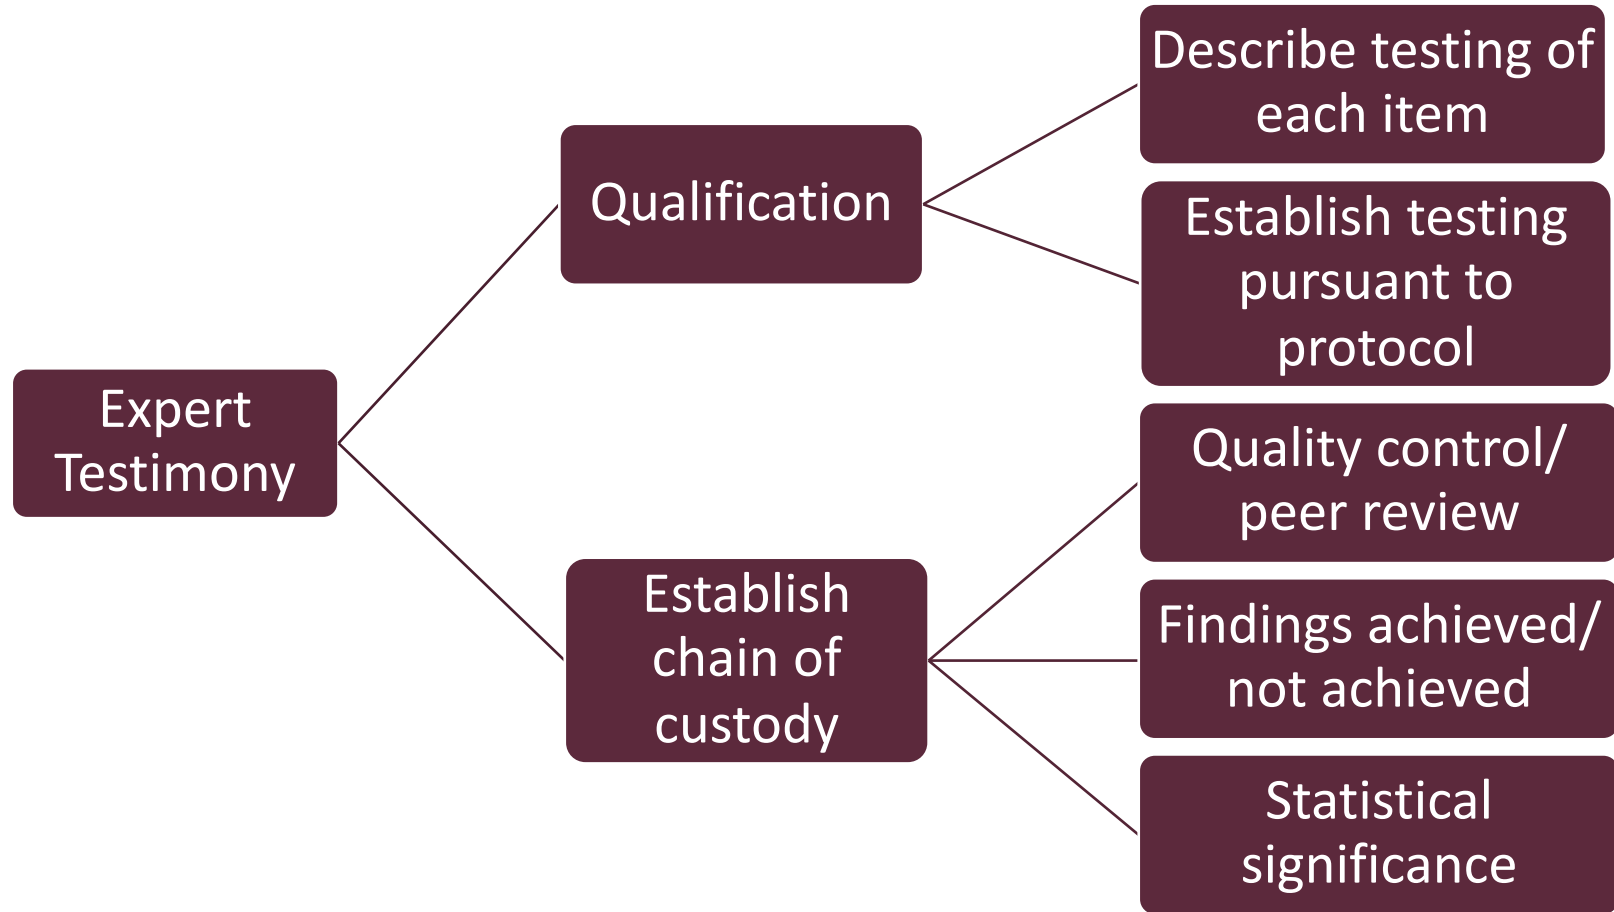 Expert
Testimony
Qualification
Describe testing of
each item
Establish testing
pursuant to
protocol
Establish
chain of
custody
Quality control/
peer review
Findings achieved/
not achieved
Statistical
significance